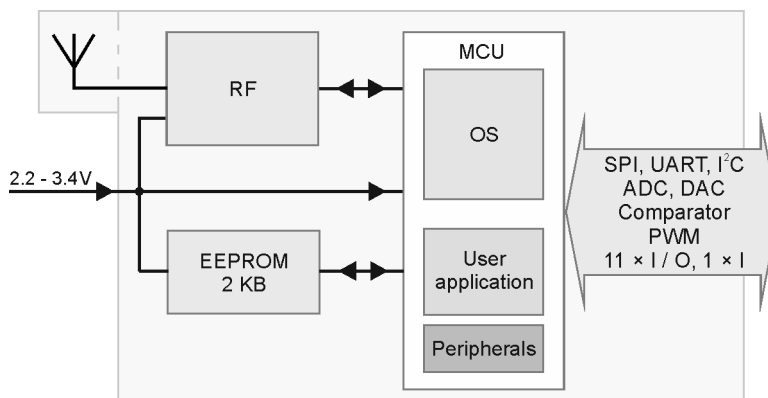 MCU
RF
OS
2.2 - 3.4V
SPI, UART, I²C
ADC, DAC
Comparator
PWM
11 × I / O, 1 × I
EEPROM
2 KB
User
application
Peripherals